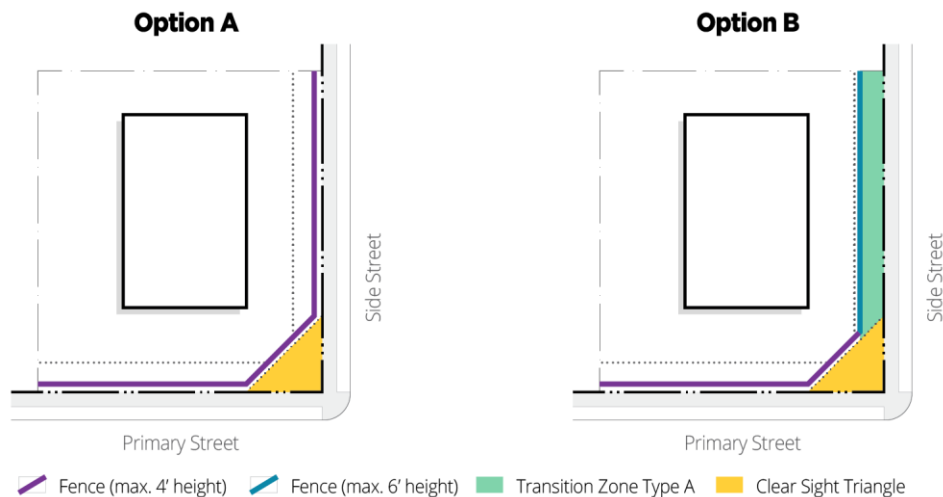 Option A
Option B
Side Street
Side Street
Primary Street
Primary Street
Fence (max. 4' height)
Fence (max. 6' height)
Transition Zone Type A
Clear Sight Triangle